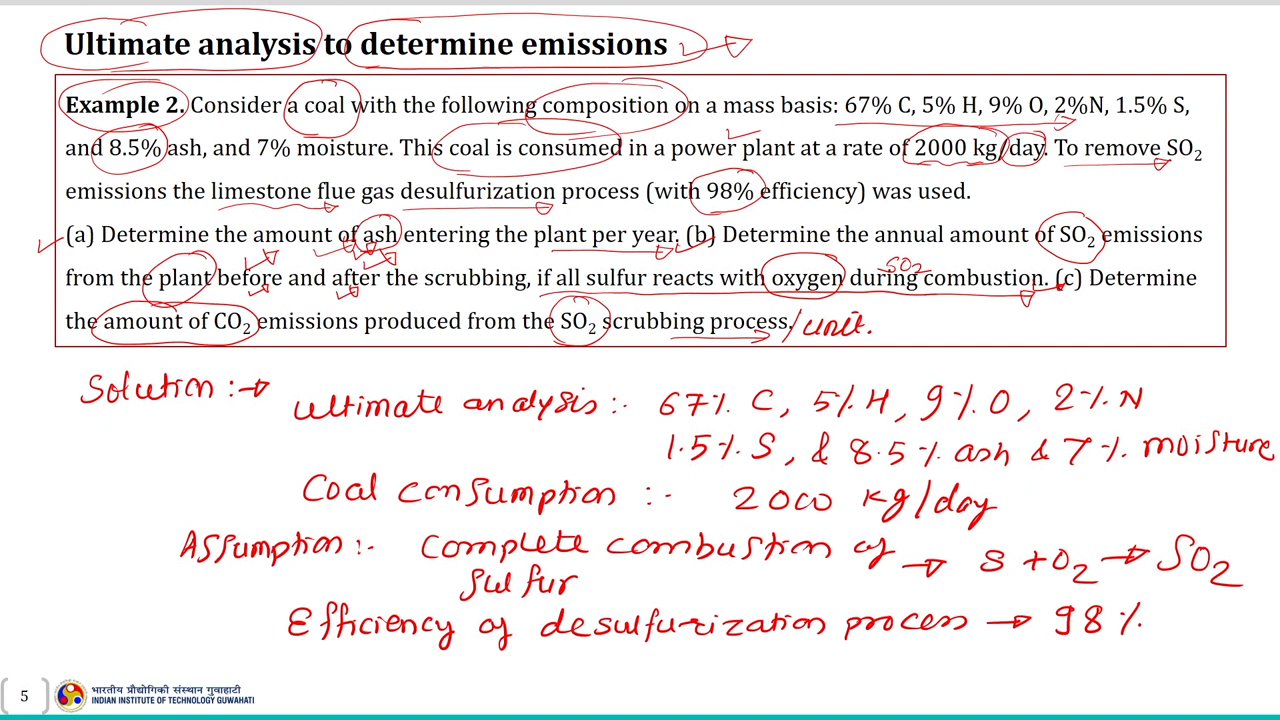 Ultimate analysis to determine emissions
Example 2. Consider a coal with the following composition on a mass basis: 67% C, 5% H, 9% O, 2%N, 1.5% S,
and 8.5% ash, and 7% moisture. This coal is consumed in a power plant at a rate of 2000 kg/day. To remove SO₂
emissions the limestone flue gas desulfurization process (with 98% efficiency) was used.
(a) Determine the amount of ash entering the plant per year. (b) Determine the annual amount of SO₂ emissions
from the plant before and after the scrubbing, if all sulfur reacts with oxygen during combustion. (c) Determine
SO2
the amount of CO₂ emissions produced from the SO₂ scrubbing process. /unit.
Solution :→
Ultimate analysis :- 67% C, 5% H, 9% O, 2% N
1.5% S, & 8.5% ash & 7% moisture
Coal consumption :- 2000 kg/day
Assumption :- Complete combustion of → S + O2 → SO2
sulfur
Efficiency of desulfurization process → 98%
5
भारतीय प्रौद्योगिकी संस्थान गुवाहाटी
INDIAN INSTITUTE OF TECHNOLOGY GUWAHATI